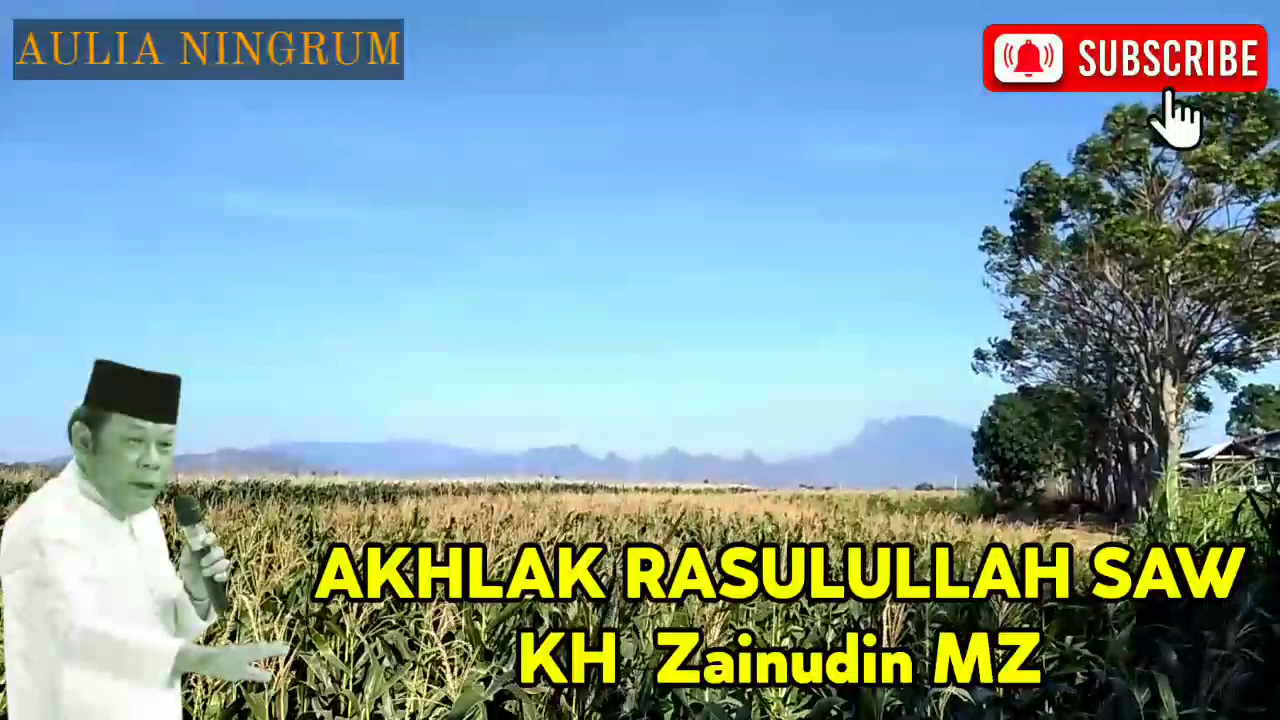 AULIA NINGRUM
SUBSCRIBE
AKHLAK RASULULLAH SAW
KH Zainudin MZ